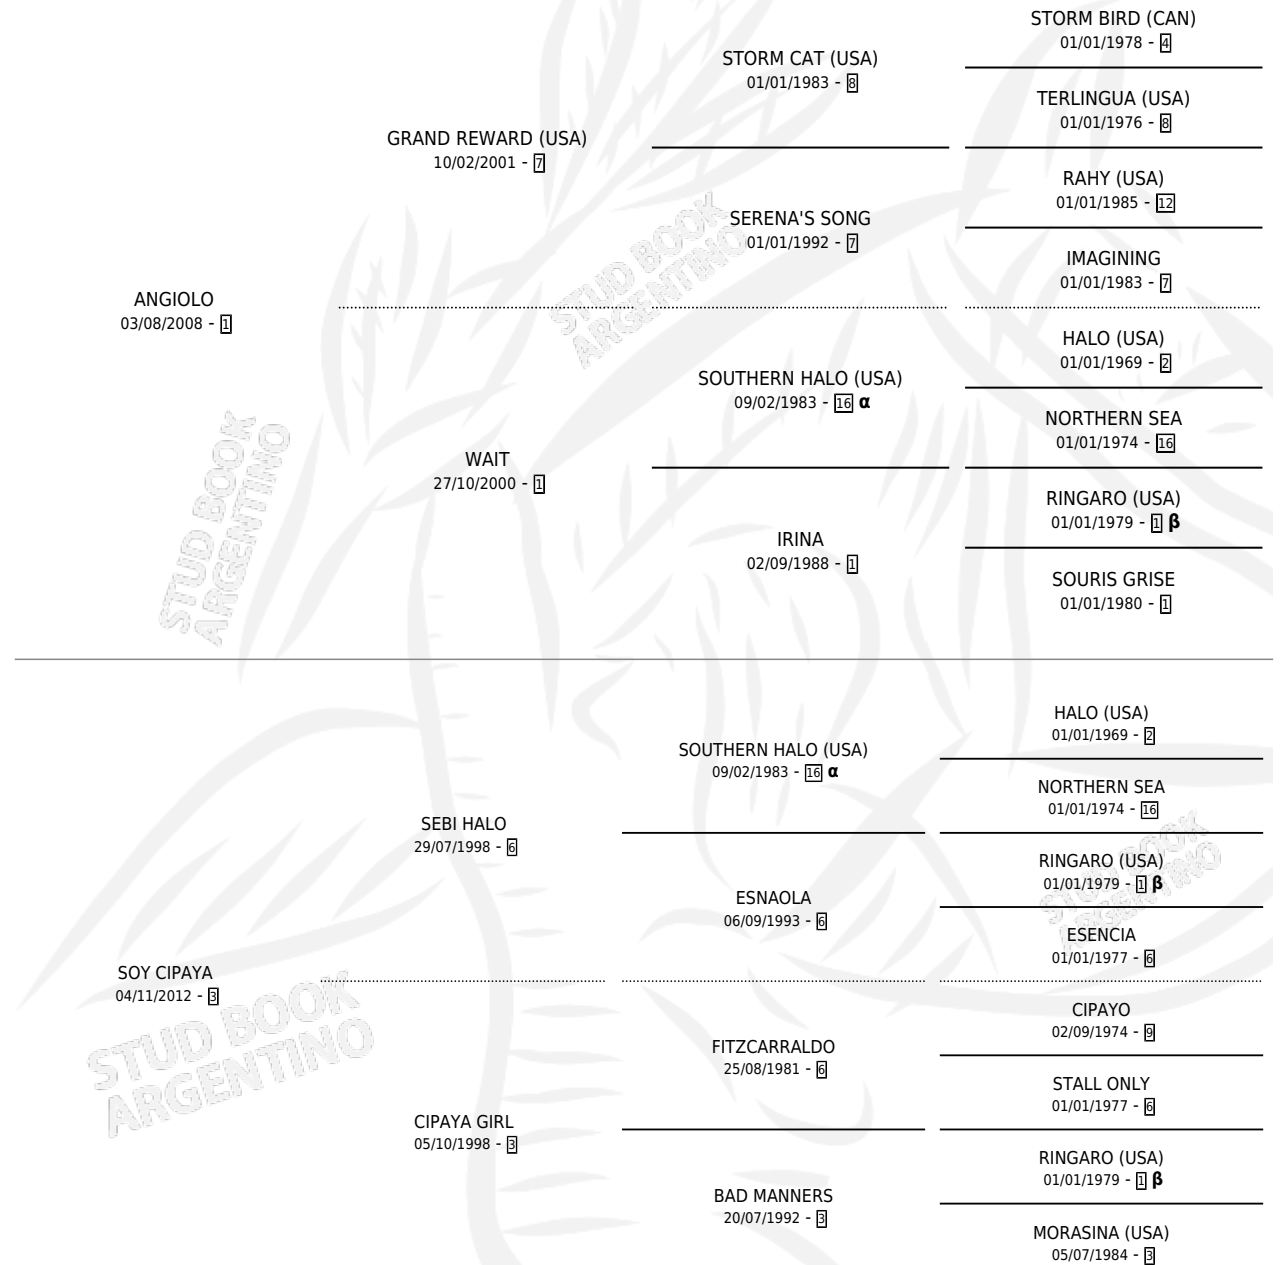 STORM BIRD (CAN)
01/01/1978 - 4
STORM CAT (USA)
01/01/1983 - 8
TERLINGUA (USA)
01/01/1976 - 8
GRAND REWARD (USA)
10/02/2001 - 7
RAHY (USA)
01/01/1985 - 12
SERENA'S SONG
01/01/1992 - 7
IMAGINING
01/01/1983 - 7
ANGIOLO
03/08/2008 - 1
HALO (USA)
01/01/1969 - 2
SOUTHERN HALO (USA)
09/02/1983 - 16 α
NORTHERN SEA
01/01/1974 - 16
WAIT
27/10/2000 - 1
RINGARO (USA)
01/01/1979 - 1 β
IRINA
02/09/1988 - 1
SOURIS GRISE
01/01/1980 - 1
HALO (USA)
01/01/1969 - 2
SOUTHERN HALO (USA)
09/02/1983 - 16 α
NORTHERN SEA
01/01/1974 - 16
SEBI HALO
29/07/1998 - 6
RINGARO (USA)
01/01/1979 - 1 β
ESNAOLA
06/09/1993 - 6
ESENCIA
01/01/1977 - 6
SOY CIPAYA
04/11/2012 - 3
CIPAYO
02/09/1974 - 9
FITZCARRALDO
25/08/1981 - 6
STALL ONLY
01/01/1977 - 6
CIPAYA GIRL
05/10/1998 - 3
RINGARO (USA)
01/01/1979 - 1 β
BAD MANNERS
20/07/1992 - 3
MORASINA (USA)
05/07/1984 - 3
STUD BOOK
ARGENTINO
STUD BOOK
ARGENTINO
STUD BOOK
ARGENTINO
STUD BOOK
ARGENTINO